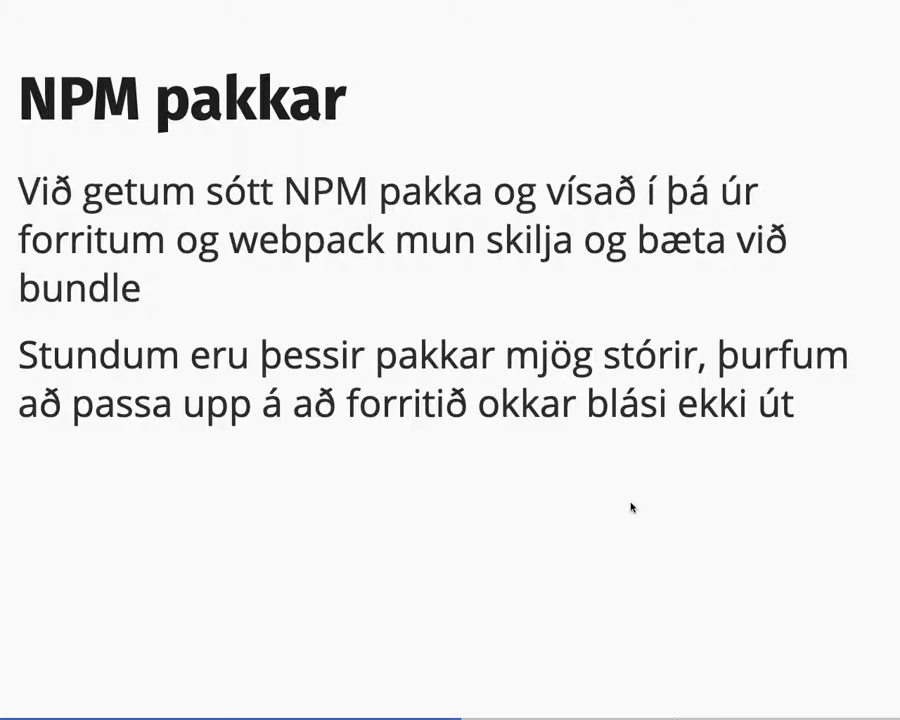 NPM pakkar
Við getum sótt NPM pakka og vísað í þá úr
forritum og webpack mun skilja og bæta við
bundle
Stundum eru þessir pakkar mjög stórir, þurfum
að passa upp á að forritið okkar blási ekki út